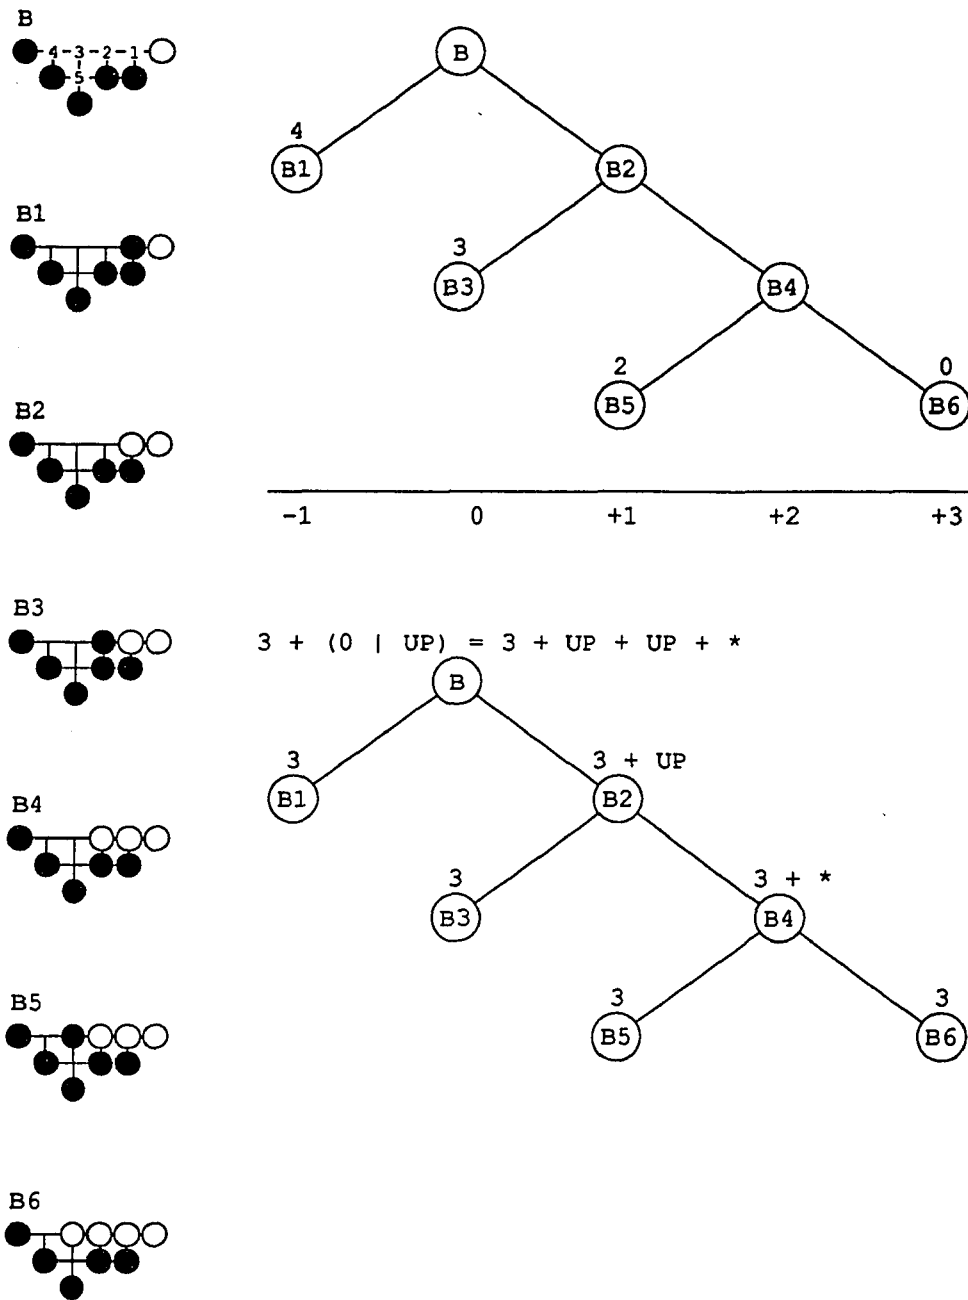 B
4-3-2-1
5
B1
B2
B3
B4
B5
B6
B
4
B1
B2
3
B3
B4
2
0
B5
B6
-1 0 +1 +2 +3
3 + (0 | UP) = 3 + UP + UP + *
B
3
B1
3 + UP
B2
3
B3
3 + *
B4
3
B5
3
B6